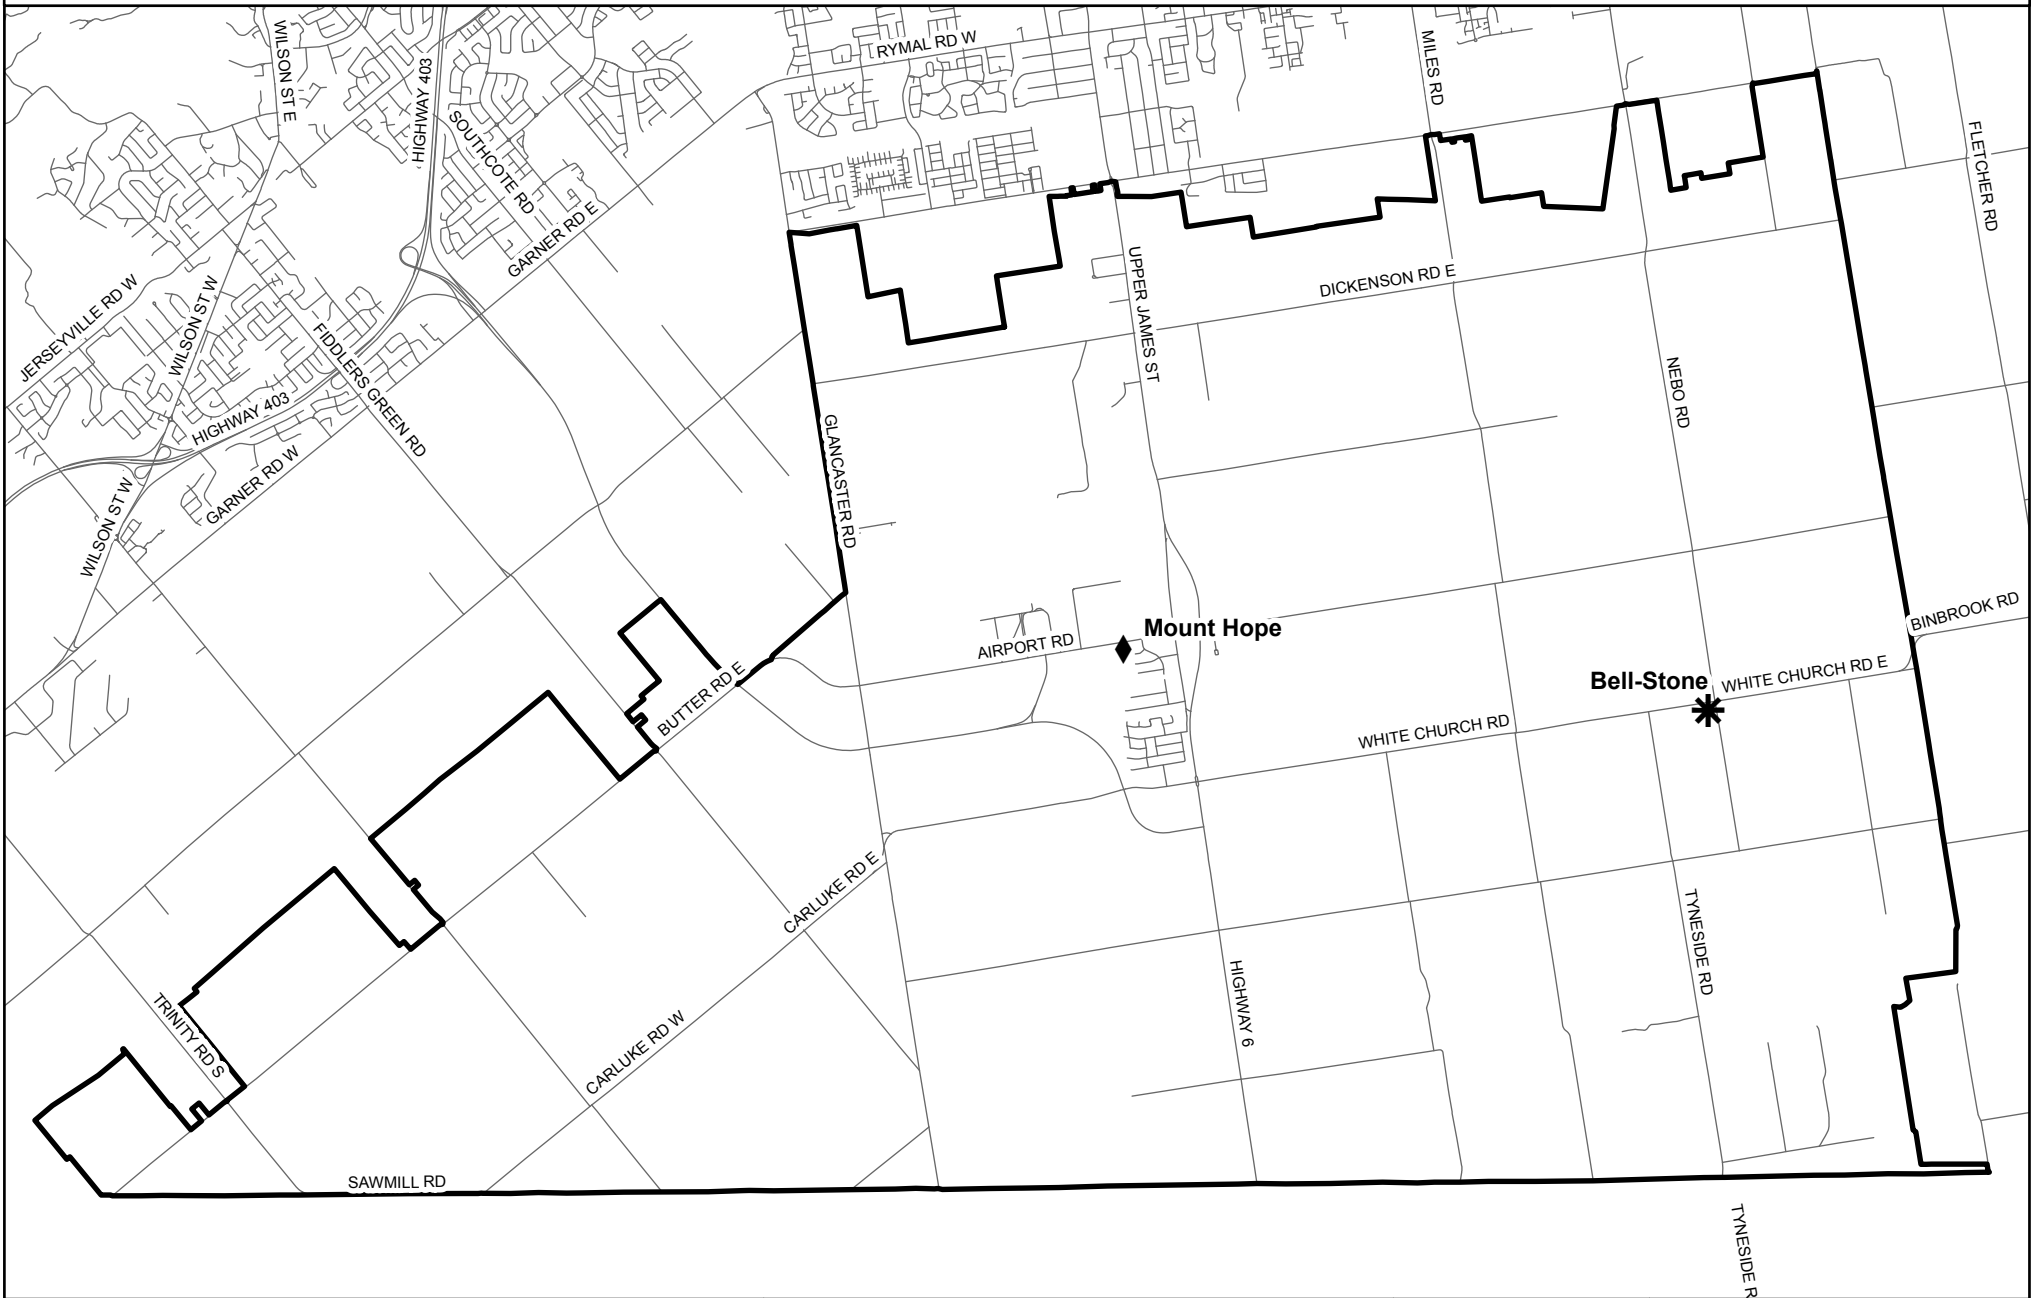 WILSON ST E
HIGHWAY 403
SOUTHCOTE RD
RYMAL RD W
MILES RD
FLETCHER RD
GARNER RD E
JERSEYVILLE RD W
WILSON ST W
FIDDLERS GREEN RD
HIGHWAY 403
GARNER RD W
WILSON ST W
UPPER JAMES ST
DICKENSON RD E
NEBO RD
GLANCASTER RD
BINBROOK RD
AIRPORT RD
Mount Hope
Bell-Stone
WHITE CHURCH RD E
BUTTER RD E
WHITE CHURCH RD
CARLUKE RD E
TYNESIDE RD
HIGHWAY 6
TRINITY RD S
CARLUKE RD W
SAWMILL RD
TYNESIDE R